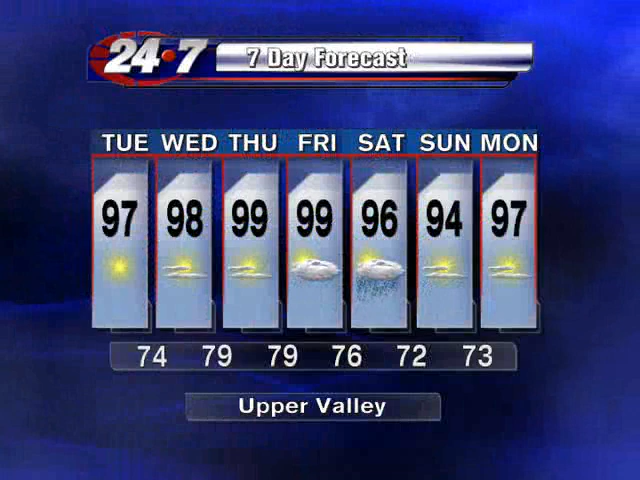 24·7 7 Day Forecast
TUE WED THU FRI SAT SUN MON
97 98 99 99 96 94 97
74 79 79 76 72 73
Upper Valley